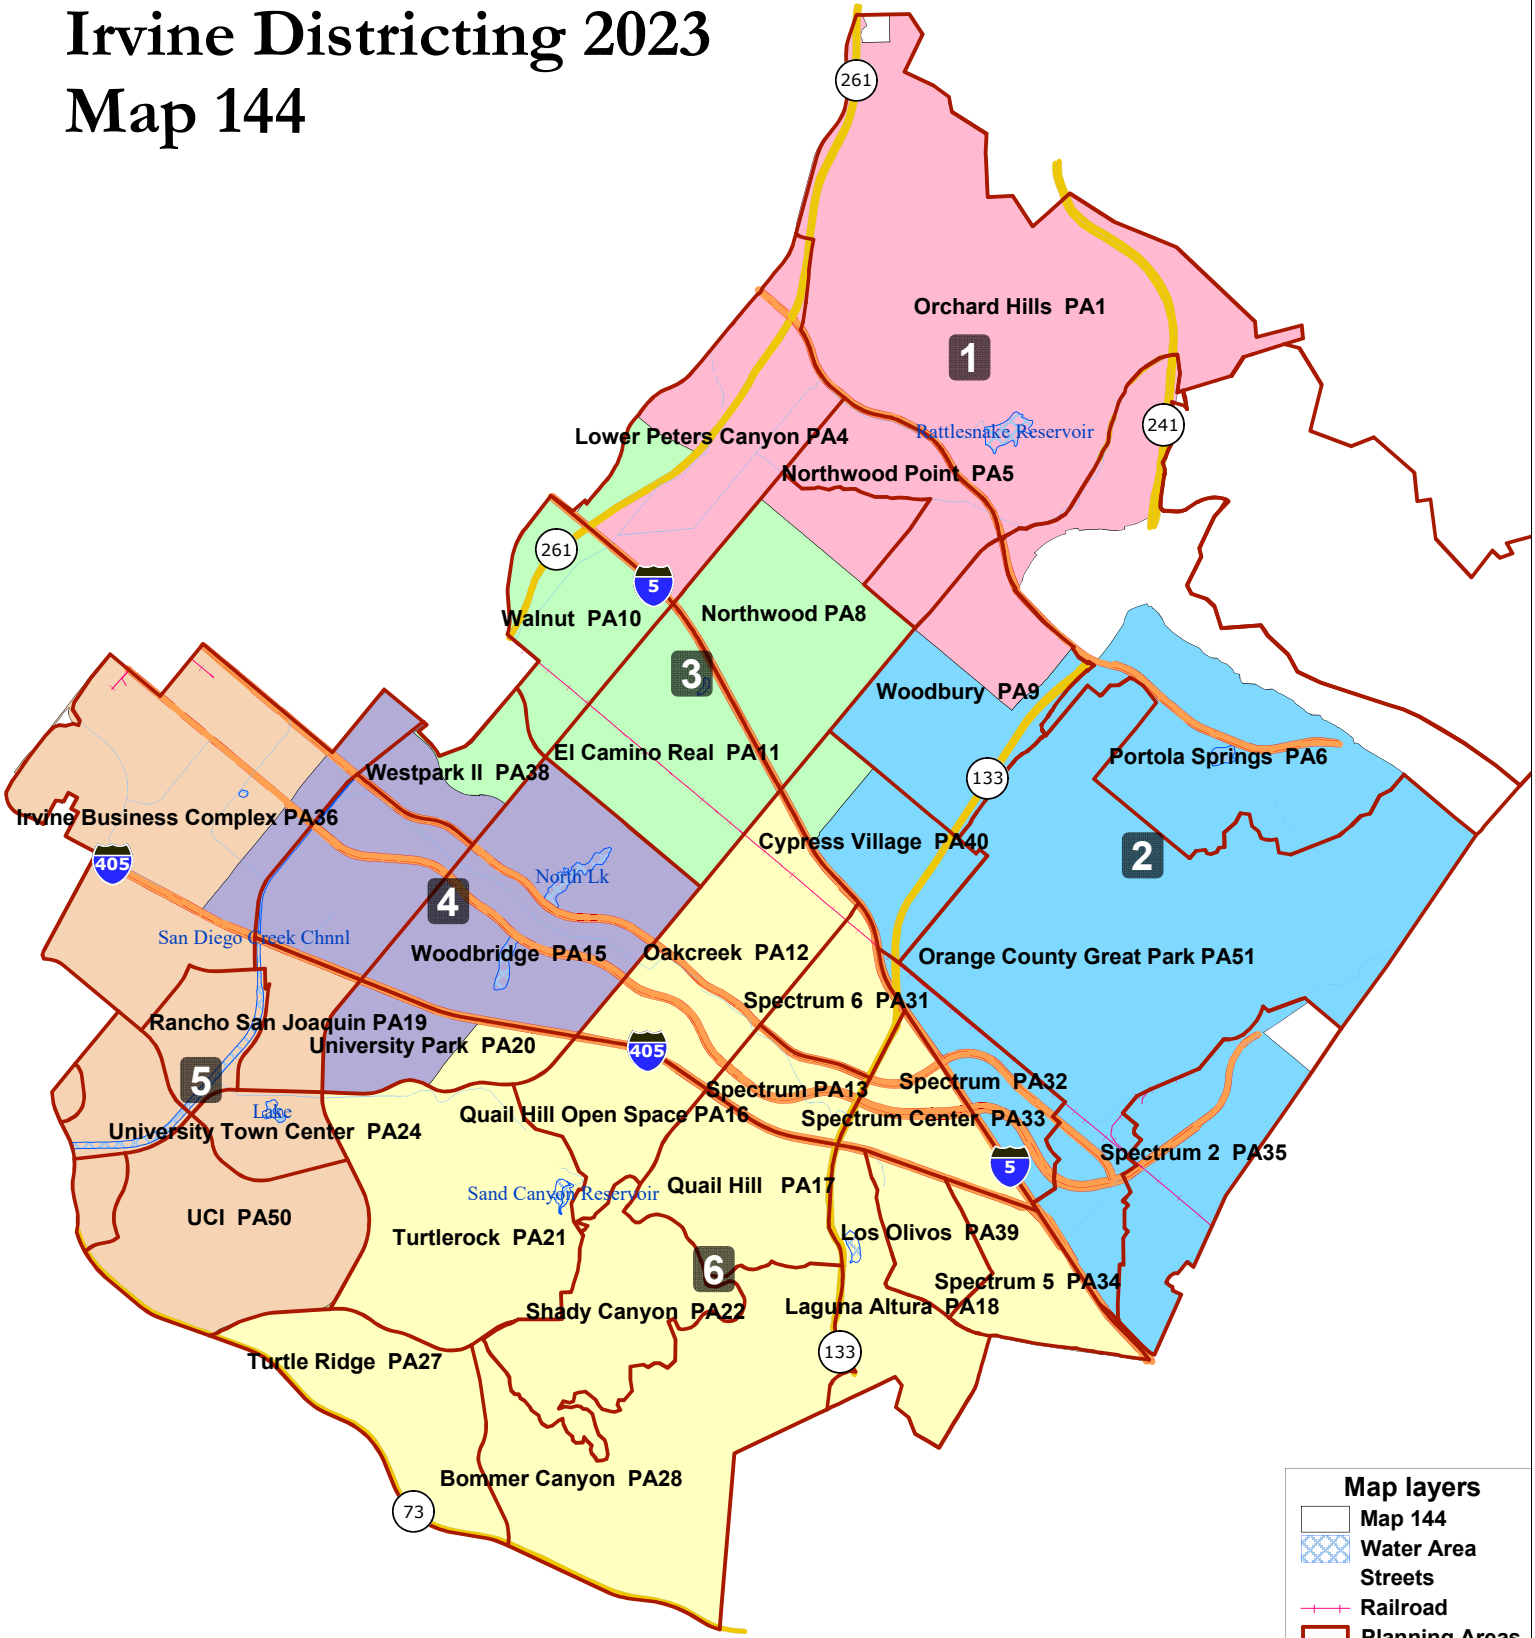 Irvine Districting 2023
Map 144
261
Orchard Hills PA1
1
241
Rattlesnake Reservoir
Lower Peters Canyon PA4
Northwood Point PA5
261
5
Walnut PA10
Northwood PA8
3
Woodbury PA9
El Camino Real PA11
Portola Springs PA6
133
Westpark II PA38
Irvine Business Complex PA36
Cypress Village PA40
2
405
North Lk
4
San Diego Creek Chnnl
Woodbridge PA15
Oakcreek PA12
Orange County Great Park PA51
Spectrum 6 PA31
Rancho San Joaquin PA19
University Park PA20
405
5
Spectrum PA13
Spectrum PA32
Lake
Quail Hill Open Space PA16
Spectrum Center PA33
University Town Center PA24
Spectrum 2 PA35
5
Sand Canyon Reservoir
Quail Hill PA17
UCI PA50
Turtlerock PA21
Los Olivos PA39
6
Spectrum 5 PA34
Shady Canyon PA22
Laguna Altura PA18
133
Turtle Ridge PA27
Bommer Canyon PA28
73
Map layers
Map 144
Water Area
Streets
Railroad
Planning Areas